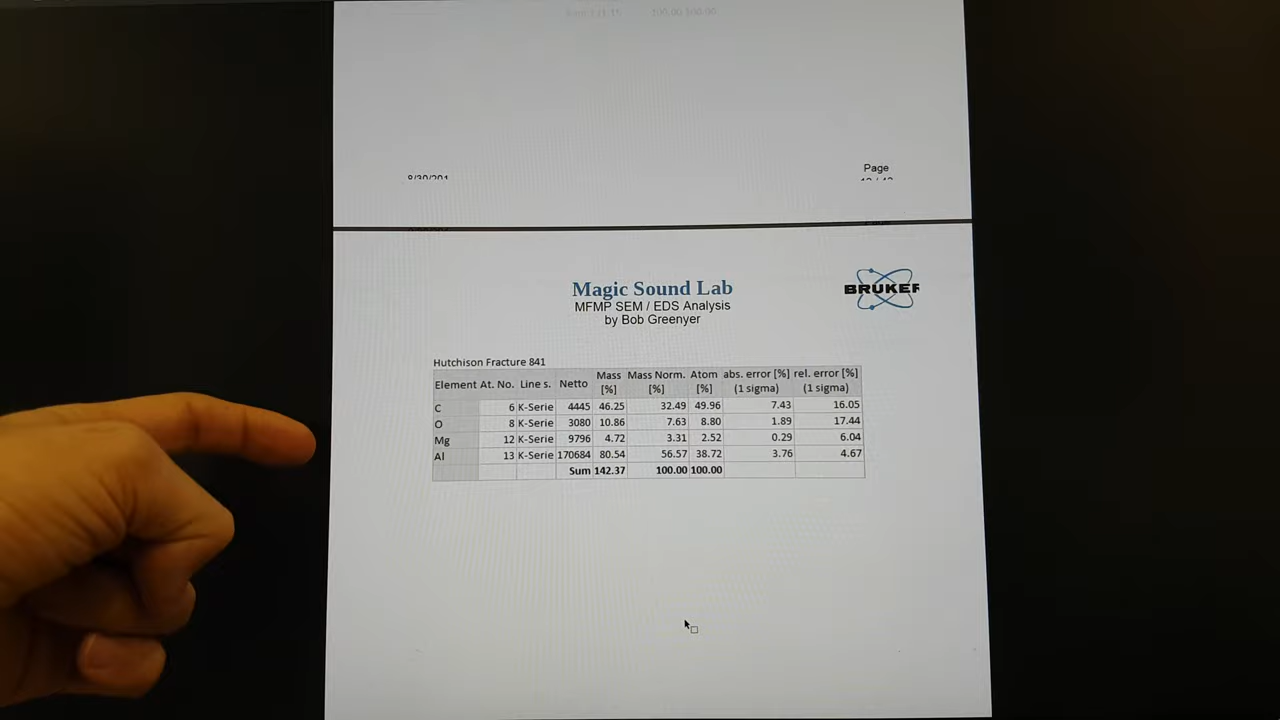 100.00 100.00
Page
Magic Sound Lab
BRUKER
MFMP SEM / EDS Analysis
by Bob Greenyer
Hutchison Fracture 841
Element At. No. Line s. Netto Mass [%] Mass Norm. [%] Atom [%] abs. error [%] (1 sigma) rel. error [%] (1 sigma)
C 6 K-Serie 4445 46.25 32.49 49.96 7.43 16.05
O 8 K-Serie 3080 10.86 7.63 8.80 1.89 17.44
Mg 12 K-Serie 9796 4.72 3.31 2.52 0.29 6.04
Al 13 K-Serie 170684 80.54 56.57 38.72 3.76 4.67
Sum 142.37 100.00 100.00